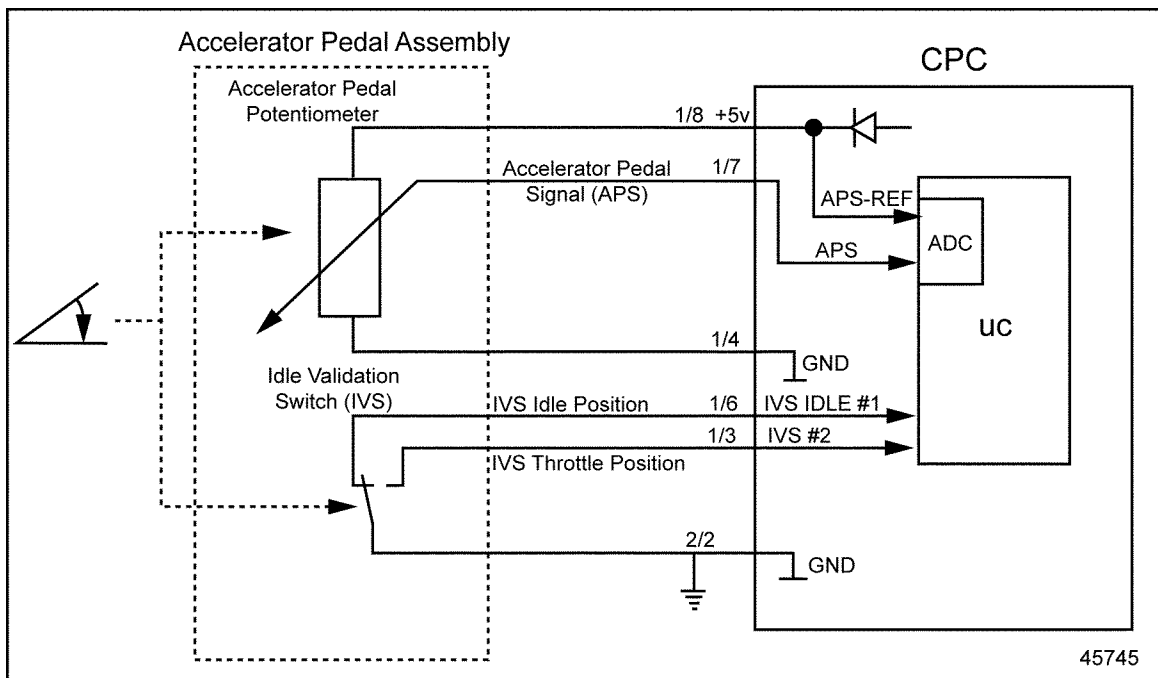 Accelerator Pedal Assembly
CPC
Accelerator Pedal
Potentiometer
1/8 +5v
Accelerator Pedal
Signal (APS)
1/7
APS-REF
ADC
APS
uc
1/4
GND
Idle Validation
Switch (IVS)
IVS Idle Position
1/6
IVS IDLE #1
1/3
IVS #2
IVS Throttle Position
2/2
GND
45745